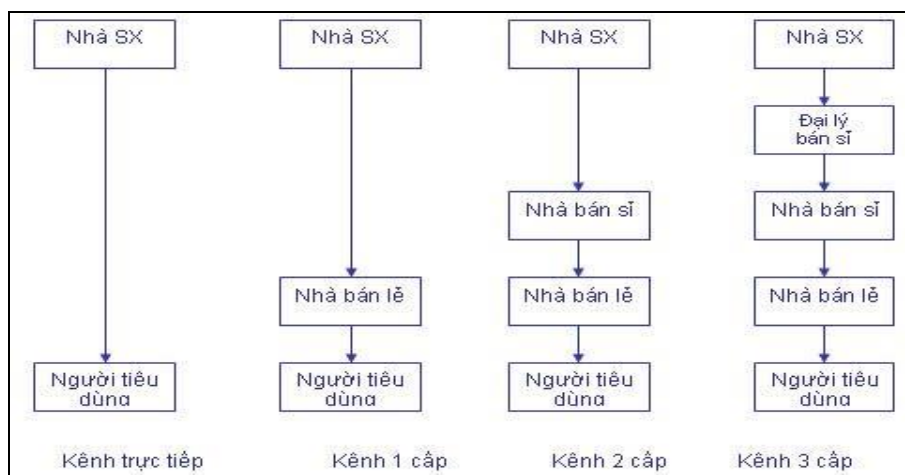 Nhà SX
Nhà SX
Nhà SX
Nhà SX
Đại lý
bán sỉ
Nhà bán sỉ
Nhà bán sỉ
Nhà bán lẻ
Nhà bán lẻ
Nhà bán lẻ
Người tiêu
dùng
Người tiêu
dùng
Người tiêu
dùng
Người tiêu
dùng
Kênh trực tiếp
Kênh 1 cấp
Kênh 2 cấp
Kênh 3 cấp